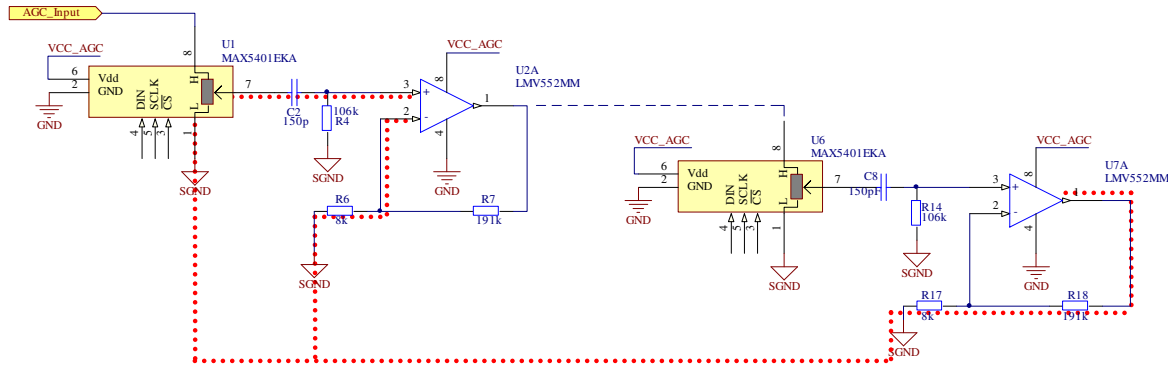 AGC_Input
U1
MAX5401EKA
VCC_AGC
6
2
Vdd
GND
DIN
SCLK
CS
H
L
8
7
1
4
5
3
GND
SGND
C2
150p
106k
R4
SGND
VCC_AGC
U2A
LMV552MM
3
2
8
4
1
+
-
GND
R6
8k
R7
191k
SGND
U6
MAX5401EKA
VCC_AGC
6
2
Vdd
GND
DIN
SCLK
CS
H
L
8
7
1
4
5
3
GND
SGND
C8
150pF
R14
106k
SGND
VCC_AGC
U7A
LMV552MM
3
2
8
4
1
+
-
GND
R17
8k
R18
191k
SGND